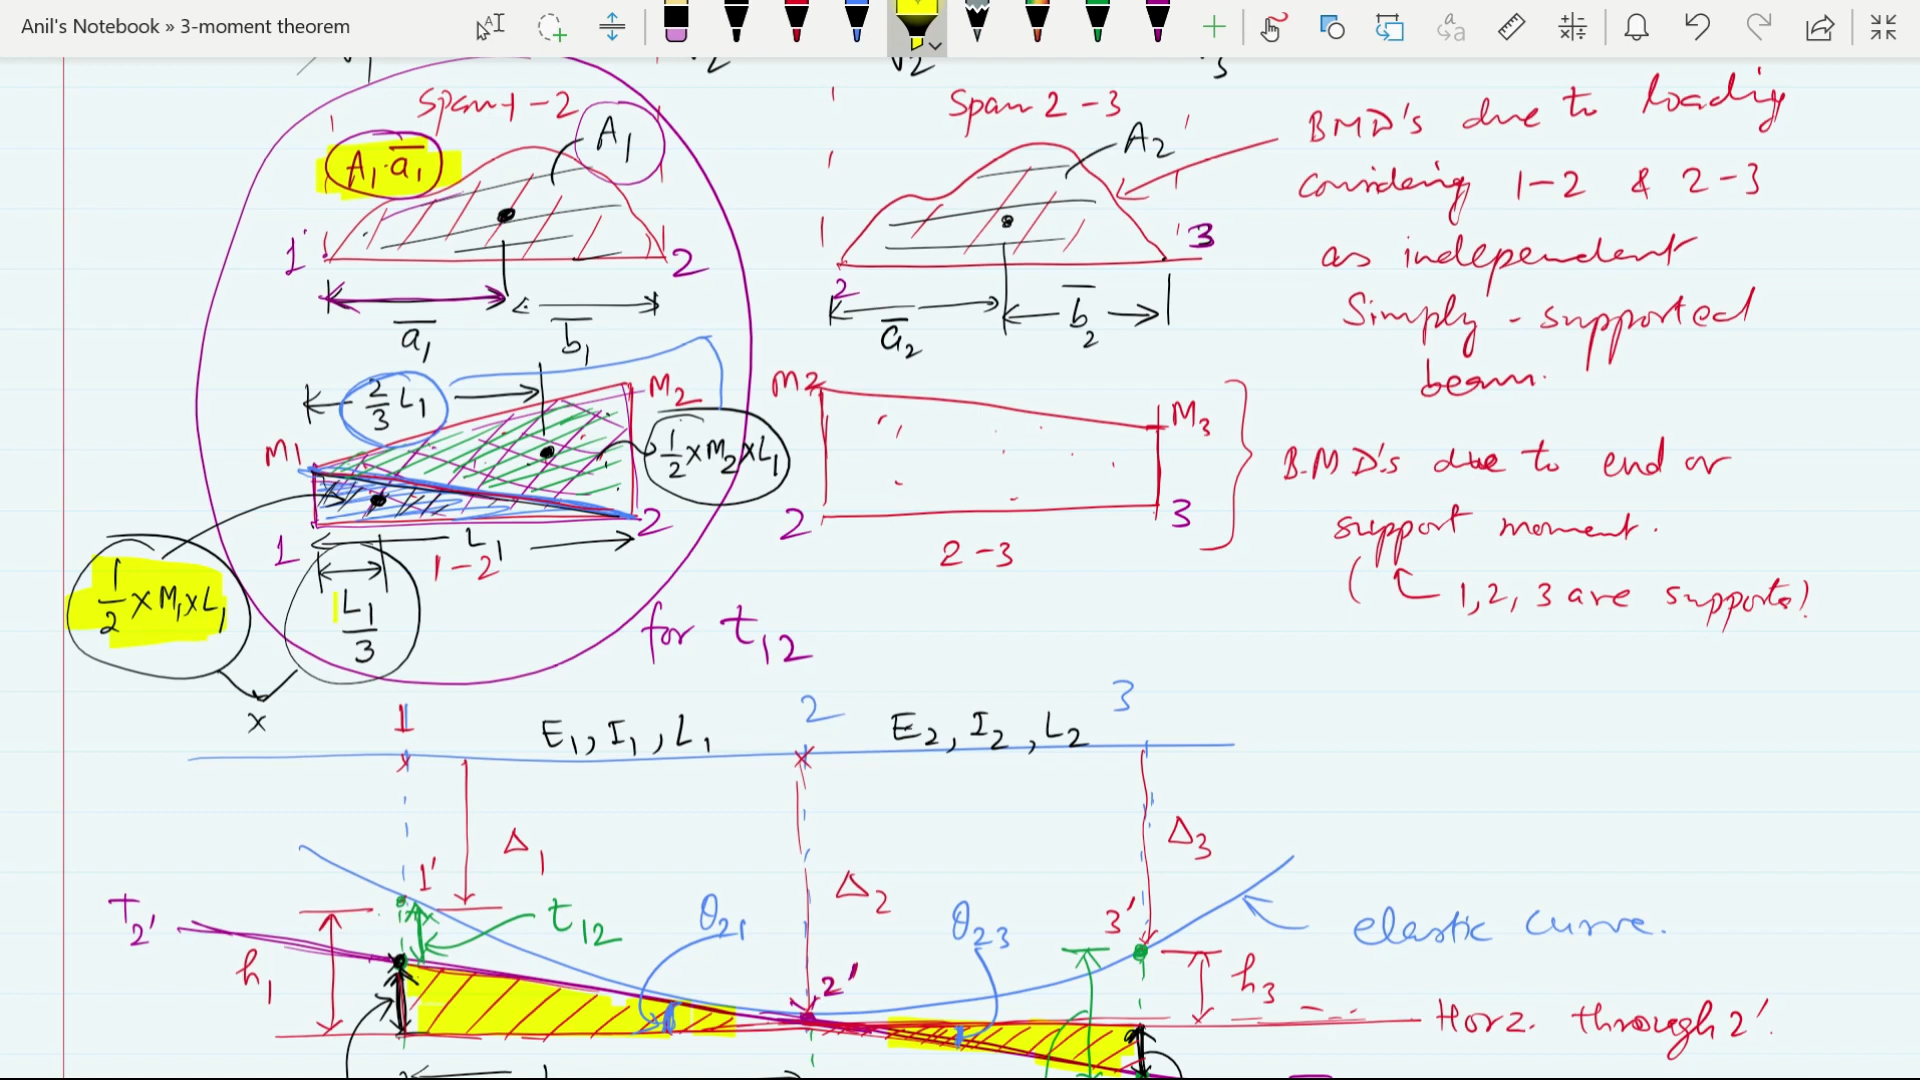 Anil's Notebook » 3-moment theorem
Span 1-2
Span 2-3
BMD's due to loading
considering 1-2 & 2-3
as independent
Simply-supported
beam.
A₁·a̅₁
A₁
A₂
1
2
2
3
a̅₁
b̅₁
a̅₂
b̅₂
2/3 L₁
M₂
M1
1/2 × M₂ × L₁
M2
M₃
B.M D's due to end or
support moment.
( 1, 2, 3 are supports)
1
2
L₁
1-2
2
3
2-3
1/2 × M₁ × L₁
L₁/3
x
for t₁₂
1
E₁, I₁, L₁
2
E₂, I₂, L₂
3
Δ₁
Δ₂
Δ₃
1'
t₁₂
T₂'
h₁
θ₂₁
2'
θ₂₃
3'
h₃
elastic curve.
Horz. through 2'.